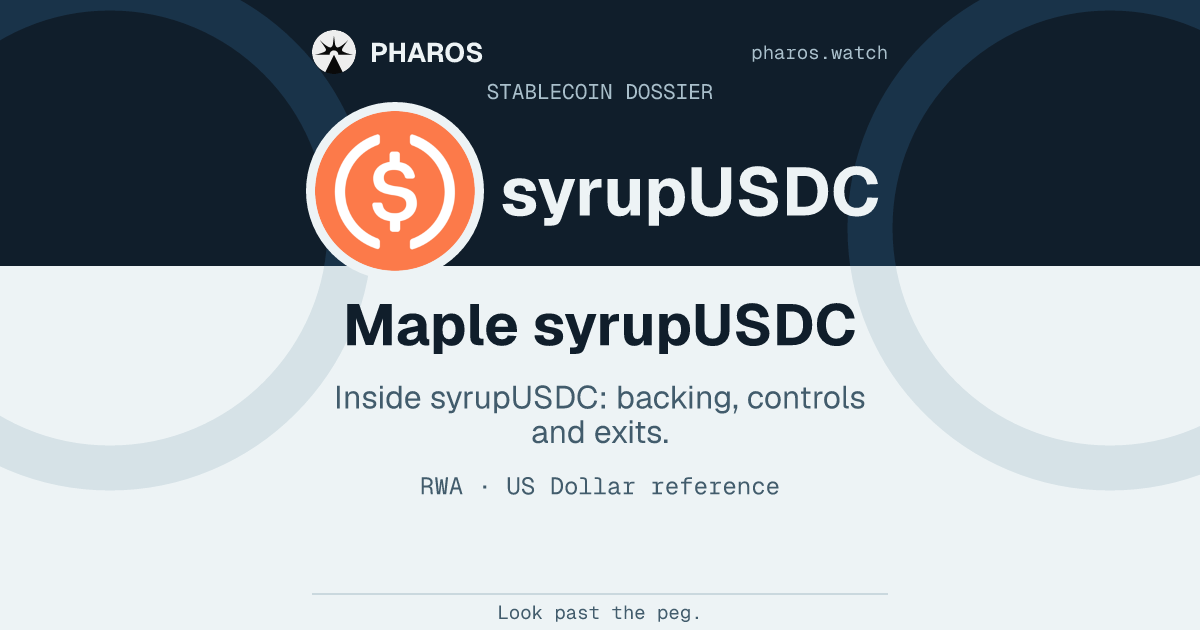 PHAROS
pharos.watch
STABLECOIN DOSSIER
$
syrupUSDC
Maple syrupUSDC
Inside syrupUSDC: backing, controls
and exits.
RWA · US Dollar reference
Look past the peg.